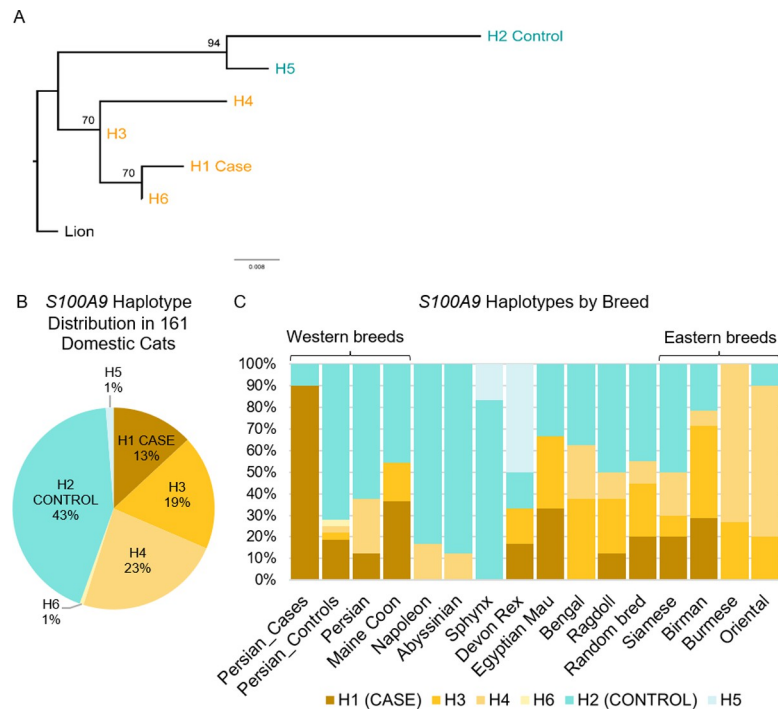 A
94
H2 Control
H5
H4
70
H3
H1 Case
70
H6
Lion
0.008
B
S100A9 Haplotype
Distribution in 161
Domestic Cats
H5
1%
H1 CASE
13%
H2
CONTROL
43%
H3
19%
H4
23%
H6
1%
C
S100A9 Haplotypes by Breed
Western breeds
Eastern breeds
100%
90%
80%
70%
60%
50%
40%
30%
20%
10%
0%
Persian_Cases
Persian_Controls
Persian
Maine Coon
Napoleon
Abyssinian
Sphynx
Devon Rex
Egyptian Mau
Bengal
Ragdoll
Random bred
Siamese
Birman
Burmese
Oriental
H1 (CASE) H3 H4 H6 H2 (CONTROL) H5